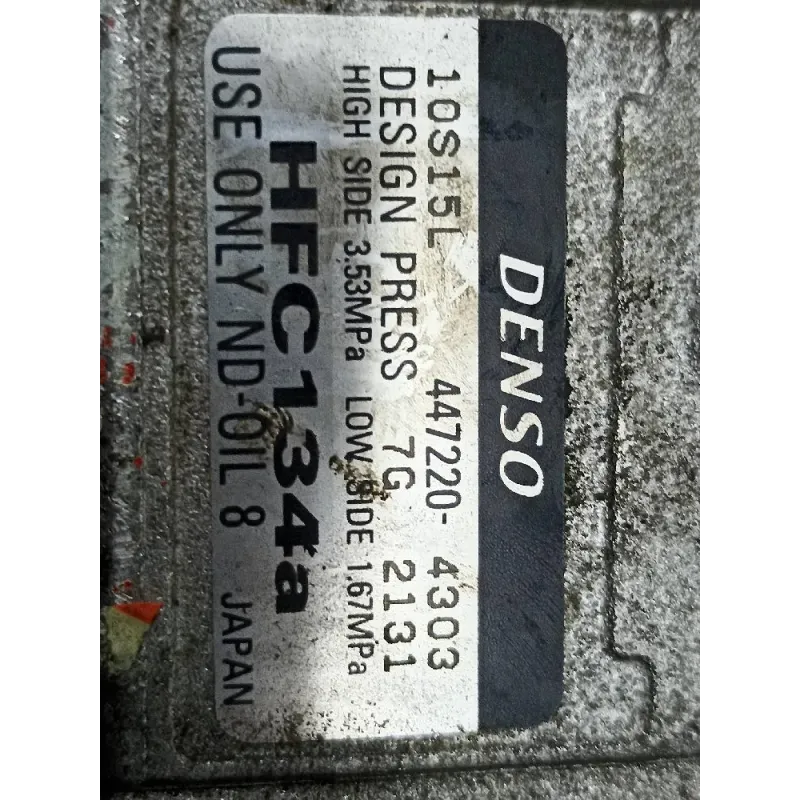 DENSO
10S15L 447220- 4303
DESIGN PRESS 7G 2131
HIGH SIDE 3.53MPa LOW SIDE 1.67MPa
HFC134a
USE ONLY ND-OIL 8 JAPAN